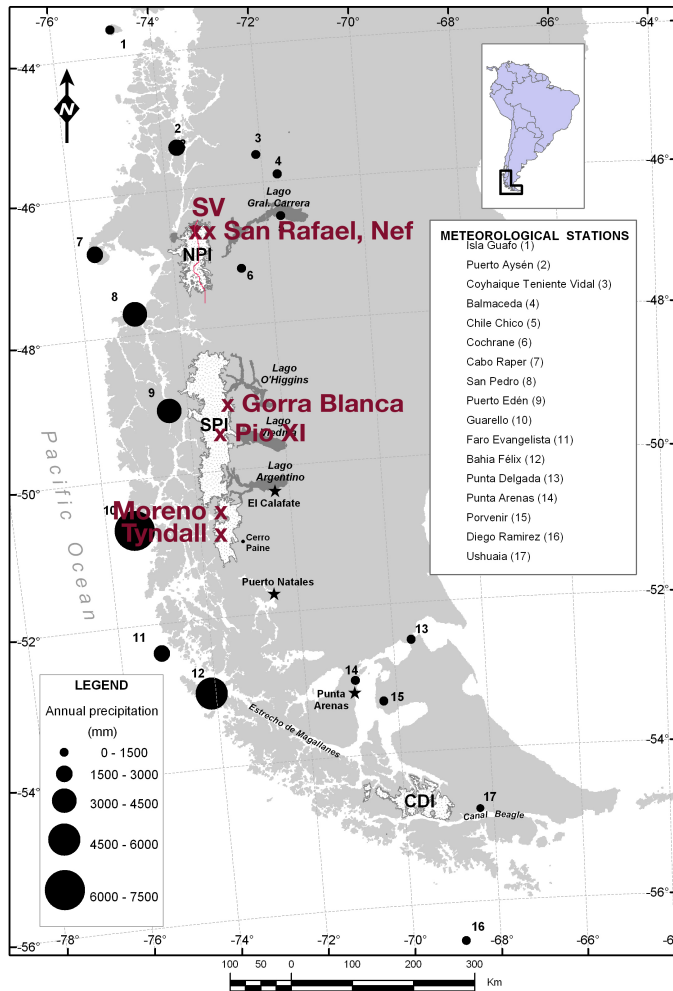 -76° -74° -72° -70° -68° -66° -64°
1
-44°
N
2
3
3
4
-46°
Lago
Gral. Carrera
SV
xx San Rafael, Nef
NPI
7
6
8
-46°
METEOROLOGICAL STATIONS
Isla Guafo (1)
Puerto Aysén (2)
Coyhaique Teniente Vidal (3)
Balmaceda (4)
Chile Chico (5)
Cochrane (6)
Cabo Raper (7)
San Pedro (8)
Puerto Edén (9)
Guarello (10)
Faro Evangelista (11)
Bahia Félix (12)
Punta Delgada (13)
Punta Arenas (14)
Porvenir (15)
Diego Ramirez (16)
Ushuaia (17)
-48°
-48°
Lago
O'Higgins
9
x Gorra Blanca
SPI
Lago
Viedma
x Pio XI
-50°
Lago
Argentino
El Calafate
-50°
Pacific Ocean
Moreno x
10
Tyndall x
Cerro
Paine
Puerto Natales
-52°
-52°
11
12
13
14
Punta
Arenas
15
Estrecho de Magallanes
-54°
-54°
CDI
17
Canal Beagle
16
-56°
-56°
LEGEND
Annual precipitation
(mm)
0 - 1500
1500 - 3000
3000 - 4500
4500 - 6000
6000 - 7500
-78° -76° -74° -72° -70° -68°
100 50 0 100 200 300
Km